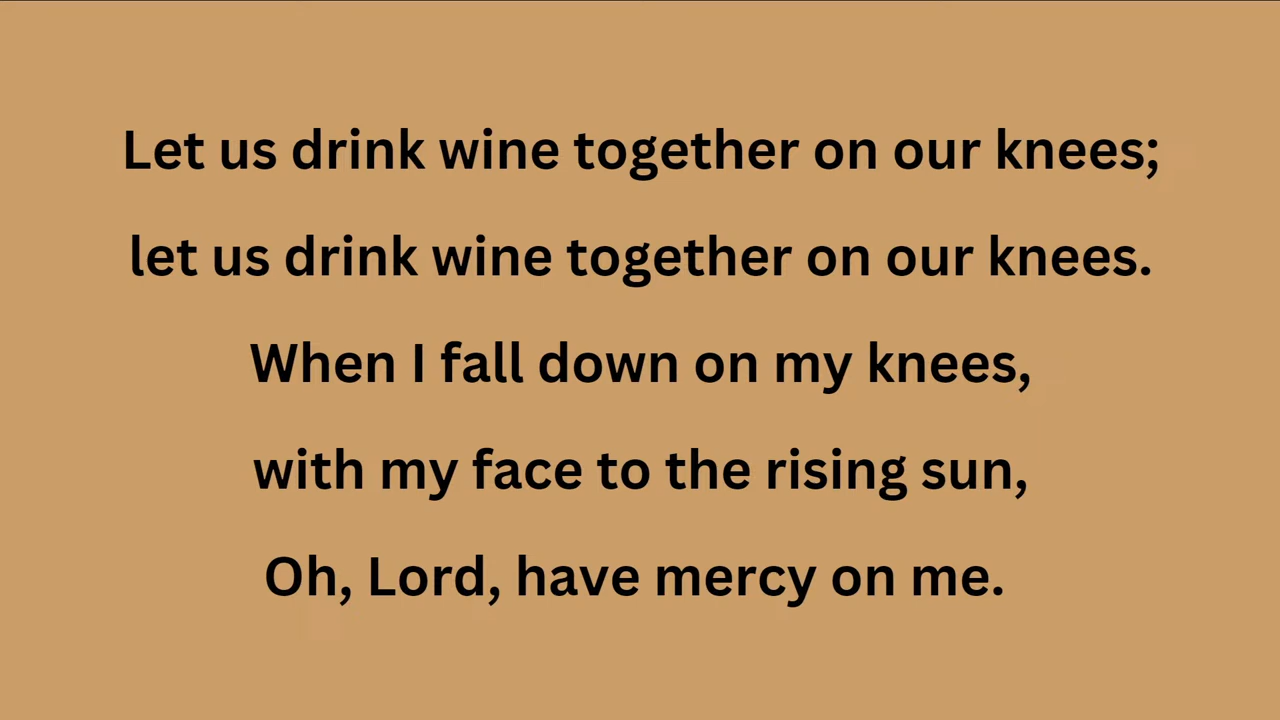 Let us drink wine together on our knees;
let us drink wine together on our knees.
When I fall down on my knees,
with my face to the rising sun,
Oh, Lord, have mercy on me.